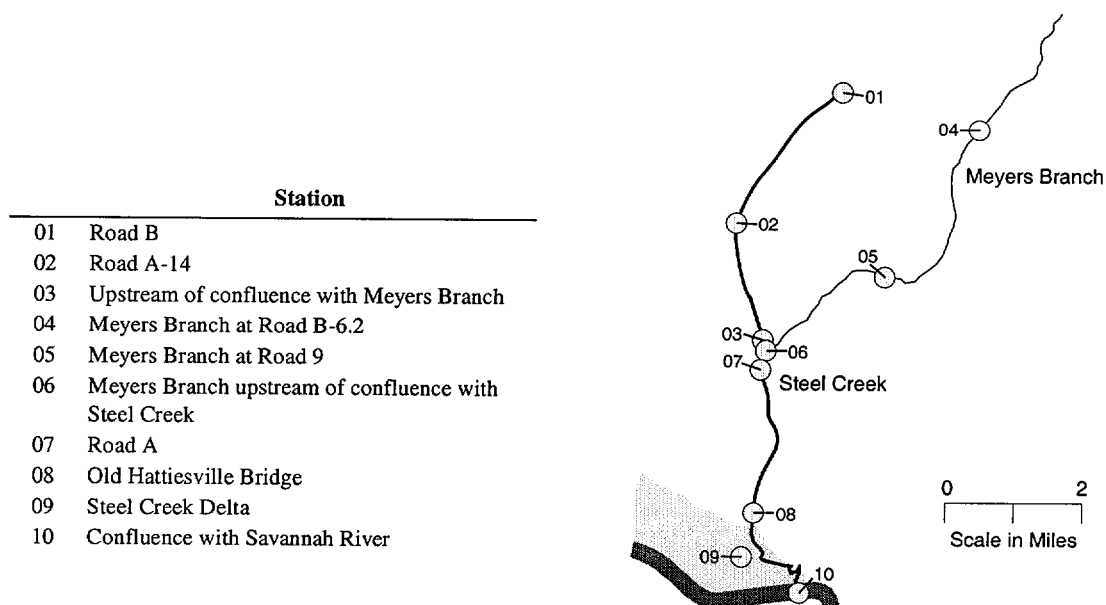 Station
01 Road B
02 Road A-14
03 Upstream of confluence with Meyers Branch
04 Meyers Branch at Road B-6.2
05 Meyers Branch at Road 9
06 Meyers Branch upstream of confluence with
Steel Creek
07 Road A
08 Old Hattiesville Bridge
09 Steel Creek Delta
10 Confluence with Savannah River
01
04
Meyers Branch
02
05
03
06
07
Steel Creek
08
09
10
0 2
Scale in Miles